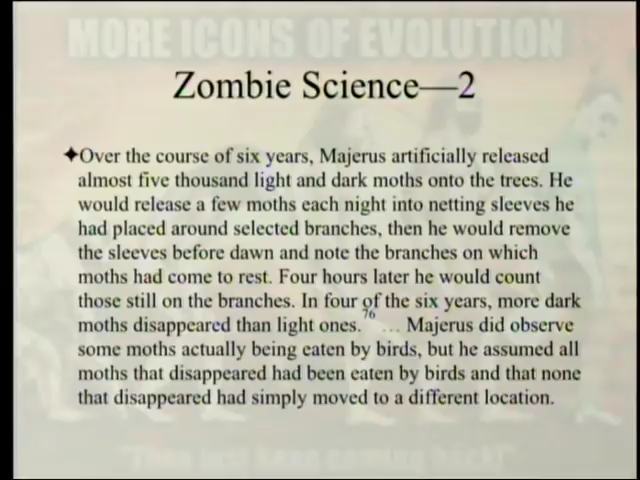 MORE ICONS OF EVOLUTION
Zombie Science—2
✦Over the course of six years, Majerus artificially released
almost five thousand light and dark moths onto the trees. He
would release a few moths each night into netting sleeves he
had placed around selected branches, then he would remove
the sleeves before dawn and note the branches on which
moths had come to rest. Four hours later he would count
those still on the branches. In four of the six years, more dark
moths disappeared than light ones.76 … Majerus did observe
some moths actually being eaten by birds, but he assumed all
moths that disappeared had been eaten by birds and that none
that disappeared had simply moved to a different location.
"They just keep coming back!"